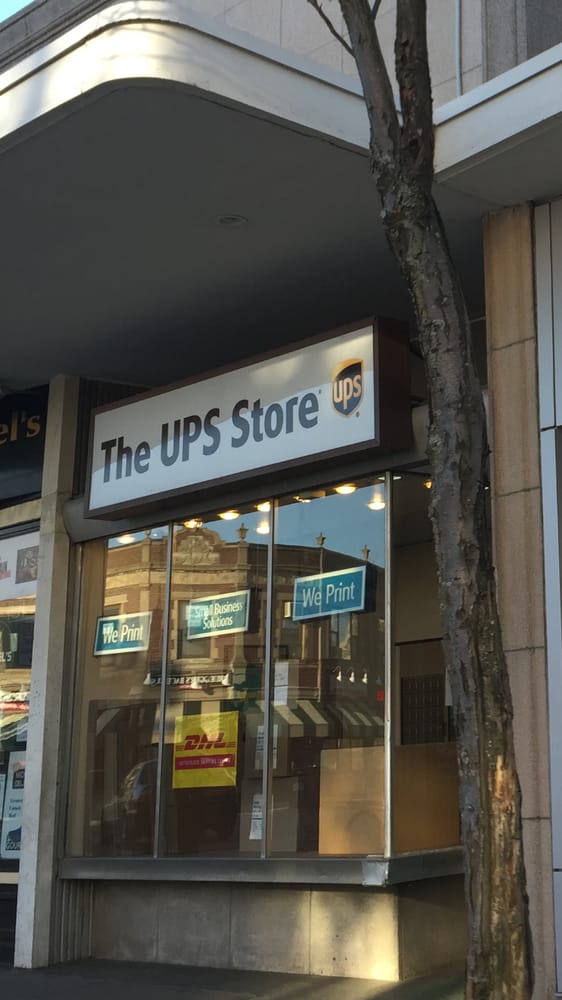 The UPS Store
ups
el's
We Print
Small Business
Solutions
We Print
DHL